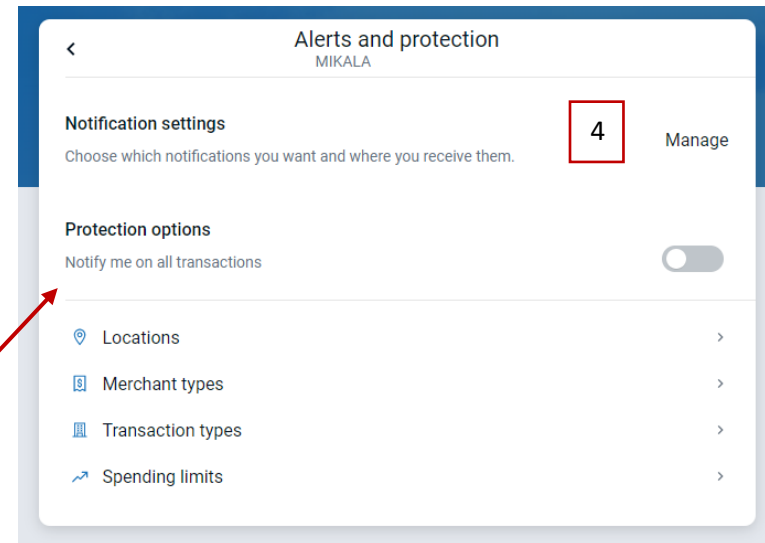 Alerts and protection
MIKALA
Notification settings
4
Manage
Choose which notifications you want and where you receive them.
Protection options
Notify me on all transactions
Locations
Merchant types
Transaction types
Spending limits